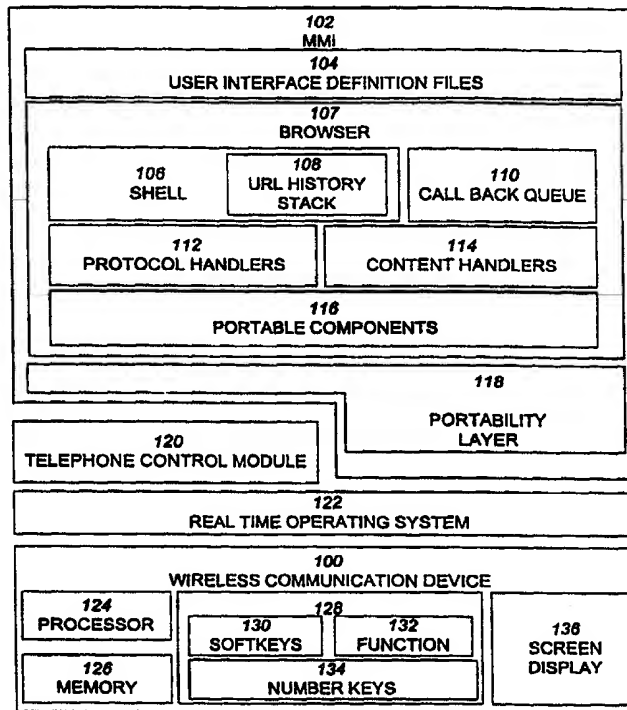 102
MMI
104
USER INTERFACE DEFINITION FILES
107
BROWSER
106
SHELL
108
URL HISTORY
STACK
110
CALL BACK QUEUE
112
PROTOCOL HANDLERS
114
CONTENT HANDLERS
116
PORTABLE COMPONENTS
118
PORTABILITY
LAYER
120
TELEPHONE CONTROL MODULE
122
REAL TIME OPERATING SYSTEM
100
WIRELESS COMMUNICATION DEVICE
124
PROCESSOR
126
MEMORY
128
130
SOFTKEYS
132
FUNCTION
134
NUMBER KEYS
136
SCREEN
DISPLAY